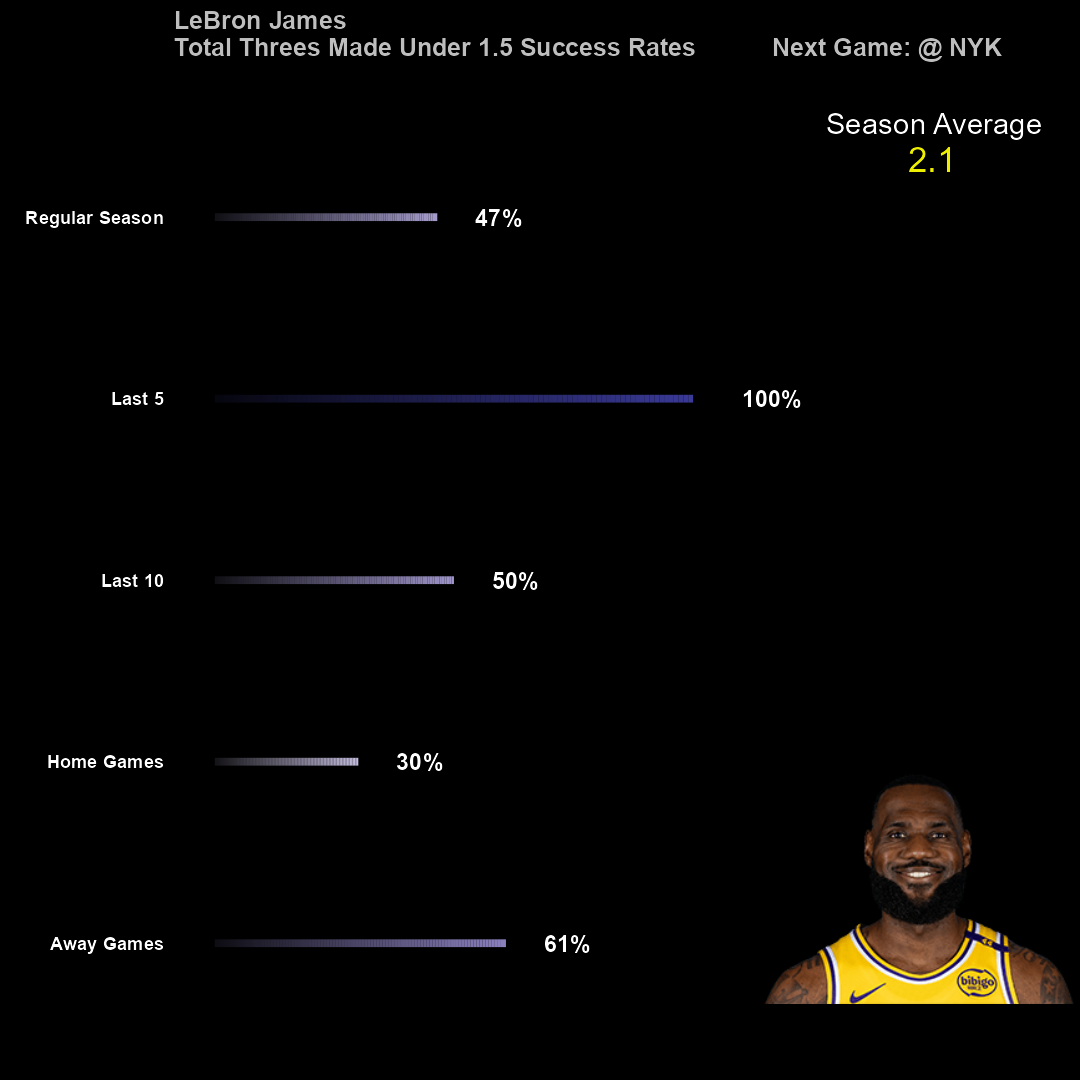 LeBron James
Total Threes Made Under 1.5 Success Rates
Next Game: @ NYK
Season Average
2.1
Regular Season 47%
Last 5 100%
Last 10 50%
Home Games 30%
Away Games 61%
bibigo